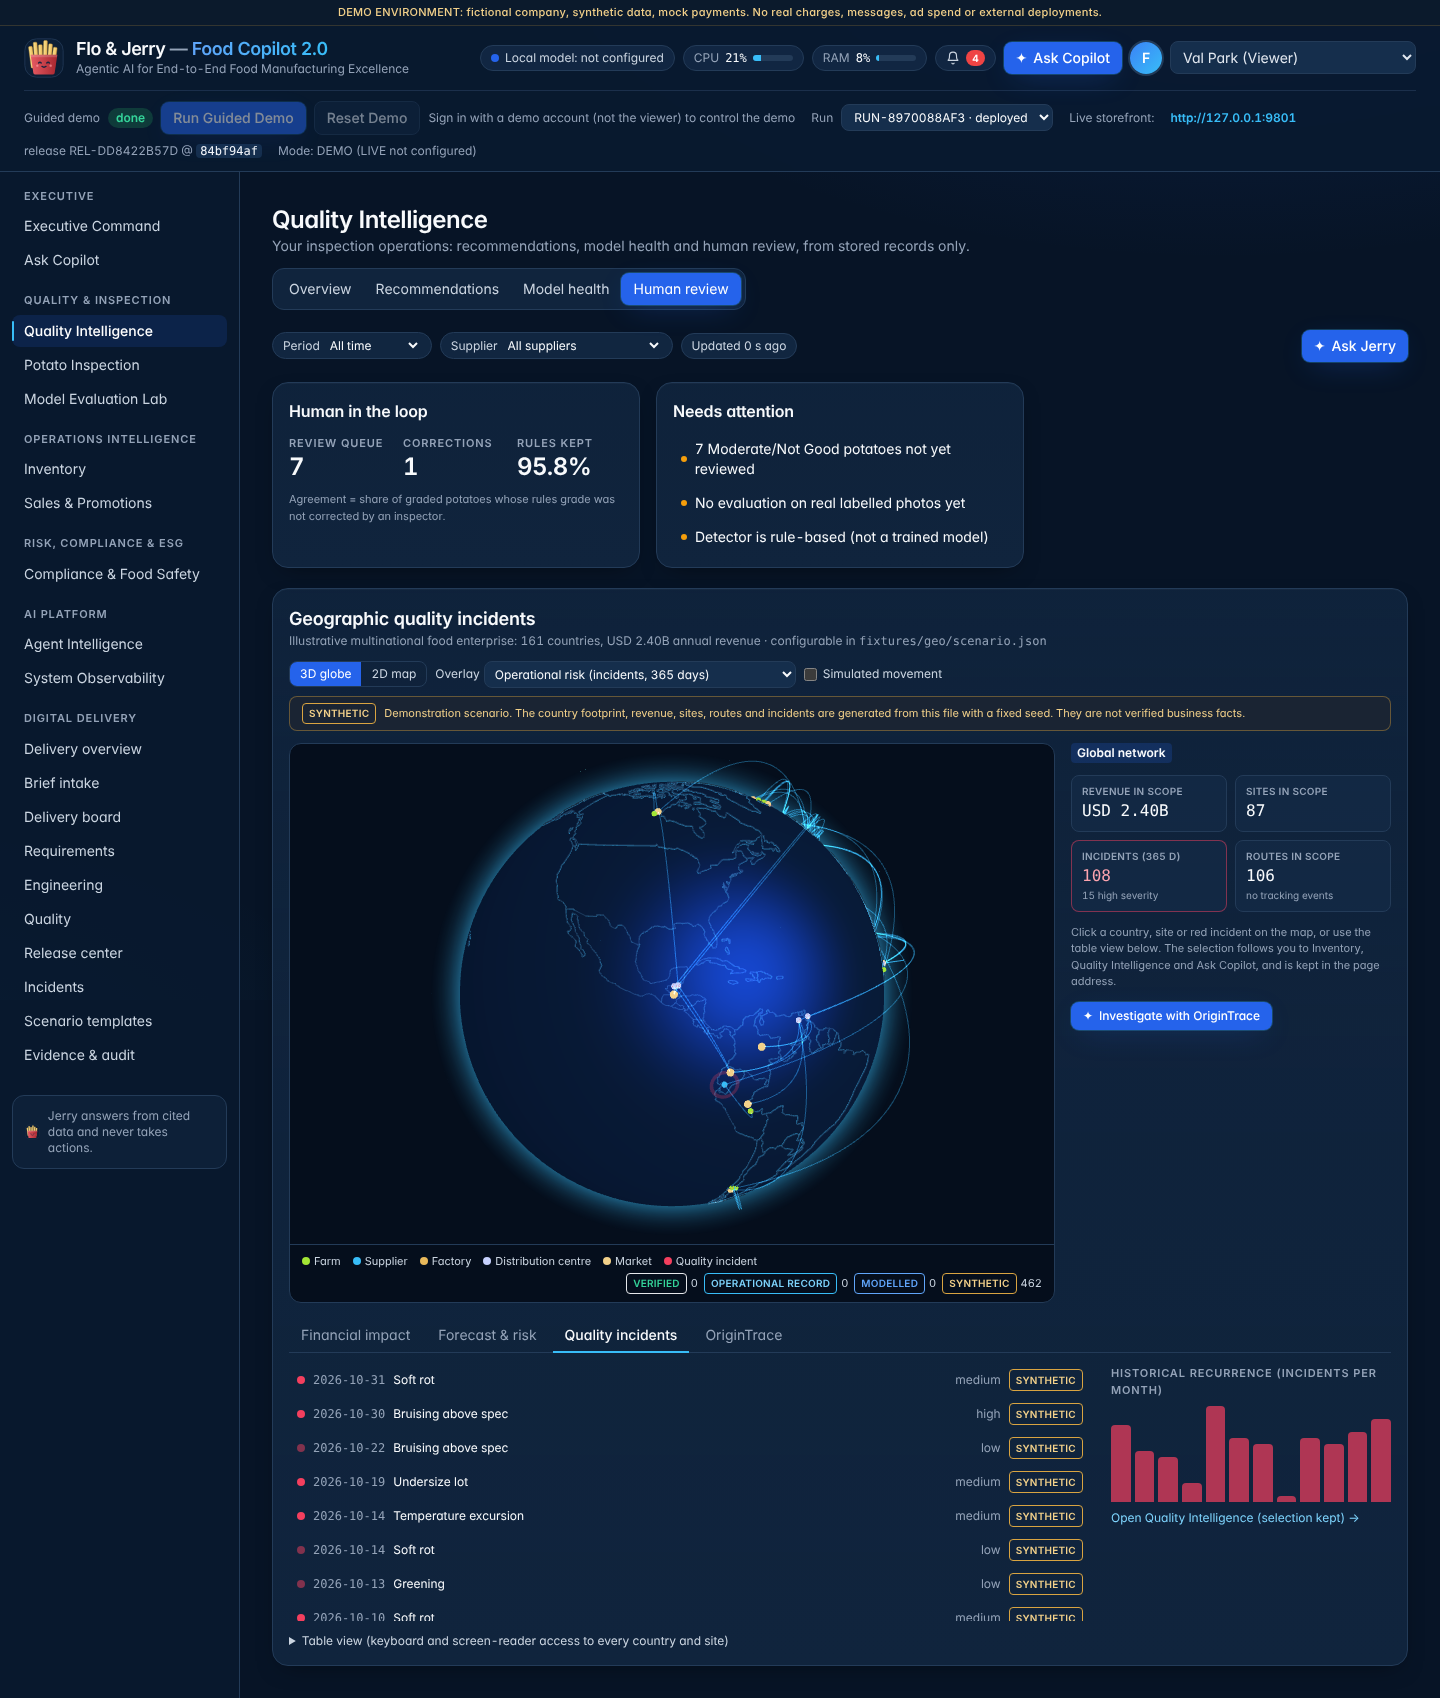 DEMO ENVIRONMENT: fictional company, synthetic data, mock payments. No real charges, messages, ad spend or external deployments.
Flo & Jerry — Food Copilot 2.0
Agentic AI for End-to-End Food Manufacturing Excellence
Local model: not configured
CPU 21%
RAM 8%
4
✦ Ask Copilot
F
Val Park (Viewer)
Guided demo done Run Guided Demo Reset Demo Sign in with a demo account (not the viewer) to control the demo Run RUN-8970088AF3 · deployed Live storefront: http://127.0.0.1:9801
release REL-DD8422B57D @ 84bf94af Mode: DEMO (LIVE not configured)
EXECUTIVE
Executive Command
Ask Copilot
QUALITY & INSPECTION
Quality Intelligence
Potato Inspection
Model Evaluation Lab
OPERATIONS INTELLIGENCE
Inventory
Sales & Promotions
RISK, COMPLIANCE & ESG
Compliance & Food Safety
AI PLATFORM
Agent Intelligence
System Observability
DIGITAL DELIVERY
Delivery overview
Brief intake
Delivery board
Requirements
Engineering
Quality
Release center
Incidents
Scenario templates
Evidence & audit
Jerry answers from cited
data and never takes
actions.
Quality Intelligence
Your inspection operations: recommendations, model health and human review, from stored records only.
Overview Recommendations Model health Human review
Period All time Supplier All suppliers Updated 0 s ago ✦ Ask Jerry
Human in the loop
REVIEW QUEUE CORRECTIONS RULES KEPT
7 1 95.8%
Agreement = share of graded potatoes whose rules grade was
not corrected by an inspector.
Needs attention
7 Moderate/Not Good potatoes not yet
reviewed
No evaluation on real labelled photos yet
Detector is rule-based (not a trained model)
Geographic quality incidents
Illustrative multinational food enterprise: 161 countries, USD 2.40B annual revenue · configurable in fixtures/geo/scenario.json
3D globe 2D map Overlay Operational risk (incidents, 365 days) Simulated movement
SYNTHETIC Demonstration scenario. The country footprint, revenue, sites, routes and incidents are generated from this file with a fixed seed. They are not verified business facts.
Farm Supplier Factory Distribution centre Market Quality incident
VERIFIED 0 OPERATIONAL RECORD 0 MODELLED 0 SYNTHETIC 462
Global network
REVENUE IN SCOPE
USD 2.40B
SITES IN SCOPE
87
INCIDENTS (365 D)
108
15 high severity
ROUTES IN SCOPE
106
no tracking events
Click a country, site or red incident on the map, or use the
table view below. The selection follows you to Inventory,
Quality Intelligence and Ask Copilot, and is kept in the page
address.
✦ Investigate with OriginTrace
Financial impact Forecast & risk Quality incidents OriginTrace
2026-10-31 Soft rot medium SYNTHETIC
2026-10-30 Bruising above spec high SYNTHETIC
2026-10-22 Bruising above spec low SYNTHETIC
2026-10-19 Undersize lot medium SYNTHETIC
2026-10-14 Temperature excursion medium SYNTHETIC
2026-10-14 Soft rot low SYNTHETIC
2026-10-13 Greening low SYNTHETIC
2026-10-10 Soft rot medium SYNTHETIC
HISTORICAL RECURRENCE (INCIDENTS PER
MONTH)
Open Quality Intelligence (selection kept) →
Table view (keyboard and screen-reader access to every country and site)